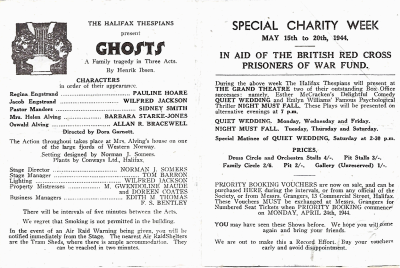 THE HALIFAX THESPIANS
present
GHOSTS
A Family tragedy in Three Acts.
By Henrik Ibsen.
CHARACTERS
in order of their appearance.
Regina Engstrand PAULINE HOARE
Jacob Engstrand WILFRED JACKSON
Pastor Manders SIDNEY SMITH
Mrs. Helen Alving BARBARA STARKE-JONES
Oswald Alving ALLAN R. BRACEWELL
Directed by Dora Garnett.
The Action throughout takes place at Mrs. Alving's house on one
of the large fjords of Western Norway.
Setting designed by Norman J. Somers.
Plants by Conways Ltd., Halifax.
Stage Director NORMAN J. SOMERS
Stage Manager TOM BARRON
Lighting WILFRED JACKSON
Property Mistresses M. GWENDOLINE MAUDE
and DOREEN COATES
Business Managers EDITH M THOMAS
F. S. BENTLEY
There will be intervals of five minutes between the Acts.
We regret that Smoking is not permitted in the building.
In the event of an Air Raid Warning being given, you will be
notified immediately from the Stage. The nearest Air Raid Shelters
are the Tram Sheds, where there is ample accommodation. They
can be reached in two minutes.
SPECIAL CHARITY WEEK
MAY 15th to 20th, 1944,
IN AID OF THE BRITISH RED CROSS
PRISONERS OF WAR FUND.
During the above week The Halifax Thespians will present at
THE GRAND THEATRE two of their outstanding Box Office
successes: namely, Esther McCracken's Delightful Comedy
QUIET WEDDING and Emlyn Williams' Famous Psychological
Thriller NIGHT MUST FALL. These Plays will be presented on
alternative evenings at 7 p.m.
QUIET WEDDING. Monday, Wednesday and Friday.
NIGHT MUST FALL. Tuesday, Thursday and Saturday.
Special Matinee of QUIET WEDDING, Saturday at 2-30 p.m.
PRICES.
Dress Circle and Orchestra Stalls 4/-, Pit Stalls 3/-,
Family Circle 2/6. Pit 2/-, Gallery (Unreserved) 1/-.
PRIORITY BOOKING VOUCHERS are now on sale, and can be
purchased HERE during the intervals, or from any official of the
Society, or from Messrs. Grangers, 13 Commercial Street, Halifax.
These Vouchers MUST be exchanged at Messrs. Grangers for
Numbered Seat Tickets when PRIORITY BOOKING commences
on MONDAY, APRIL 24th, 1944.
YOU may have seen these Shows before. We hope you will come
again and bring your friends.
We are out to make this a Record Effort. Buy your vouchers
early and avoid disappointment.